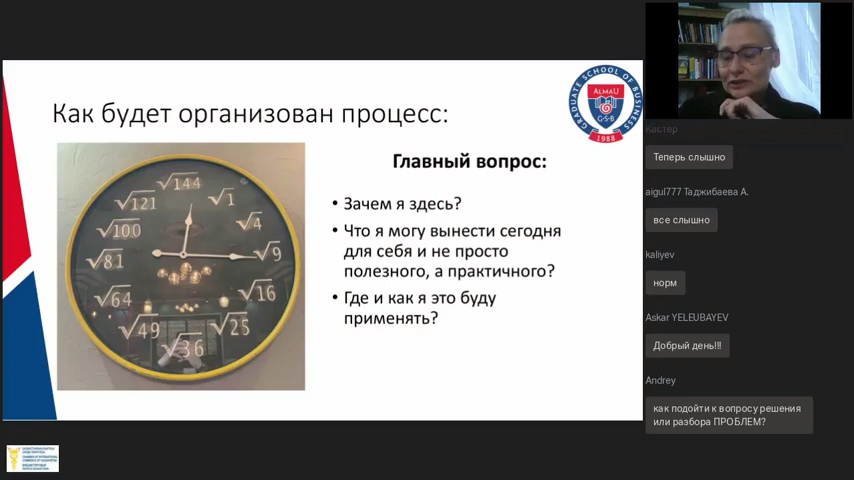 Как будет организован процесс:
√144
√1
√121
√4
√100
√9
√81
√16
√64
√25
√49
√36
Главный вопрос:
• Зачем я здесь?
• Что я могу вынести сегодня
для себя и не просто
полезного, а практичного?
• Где и как я это буду
применять?
GRADUATE SCHOOL OF BUSINESS
ALMAU
G·S·B
1988
Кастер
Теперь слышно
aigul777 Таджибаева А.
все слышно
kaliyev
норм
Askar YELEUBAYEV
Добрый день!!!
Andrey
как подойти к вопросу решения
или разбора ПРОБЛЕМ?